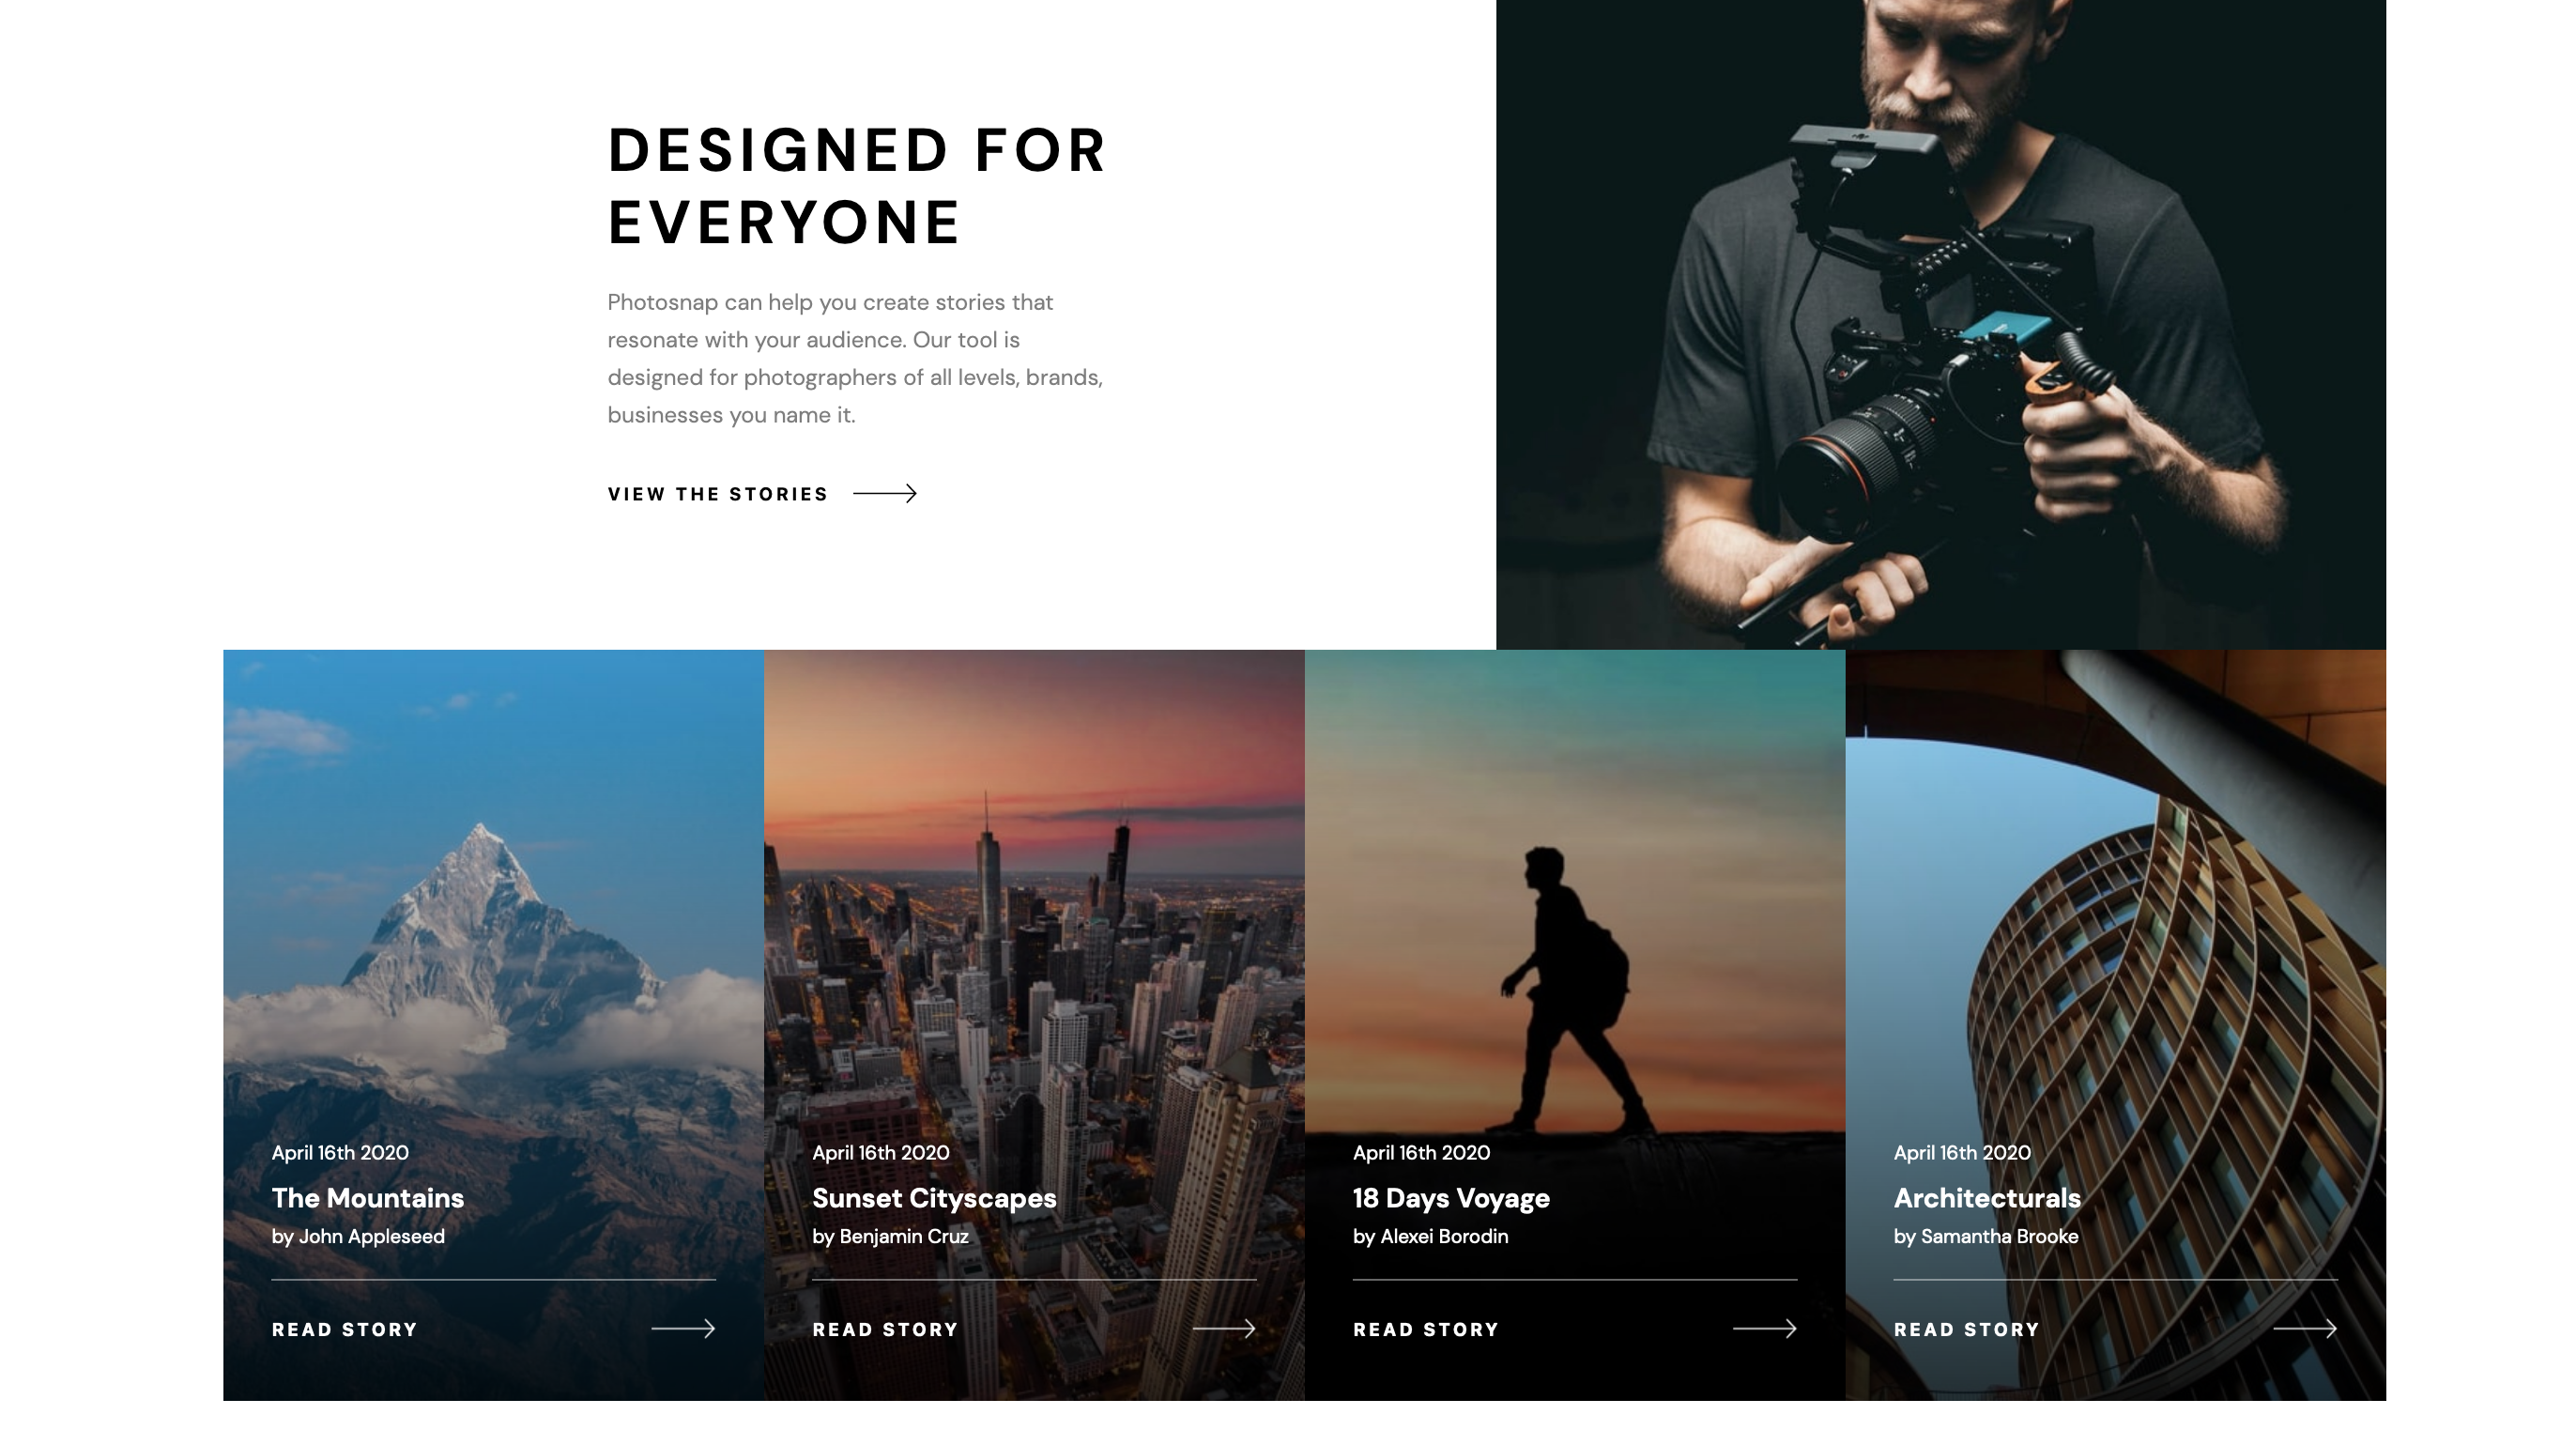 DESIGNED FOR
EVERYONE
Photosnap can help you create stories that
resonate with your audience. Our tool is
designed for photographers of all levels, brands,
businesses you name it.
VIEW THE STORIES
April 16th 2020
The Mountains
by John Appleseed
READ STORY
April 16th 2020
Sunset Cityscapes
by Benjamin Cruz
READ STORY
April 16th 2020
18 Days Voyage
by Alexei Borodin
READ STORY
April 16th 2020
Architecturals
by Samantha Brooke
READ STORY